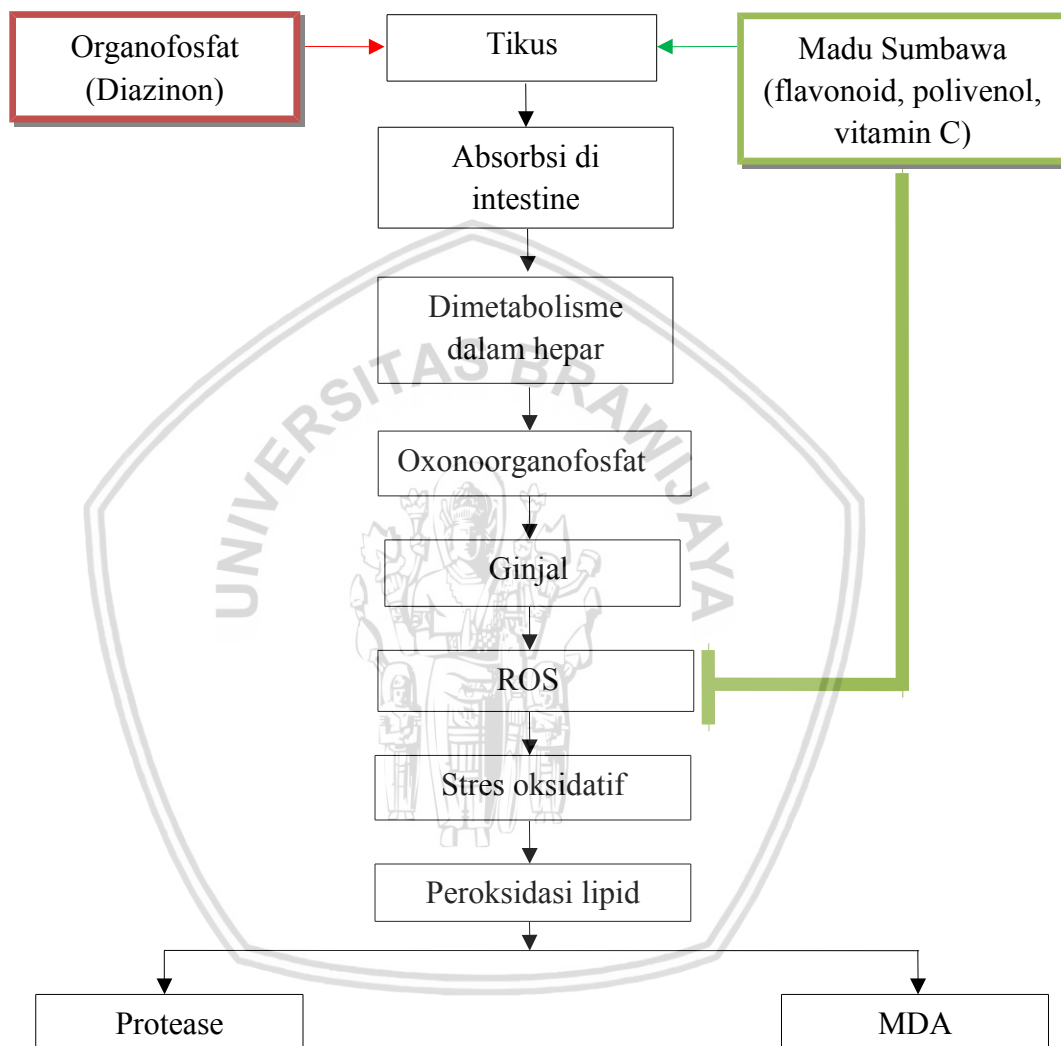 Organofosfat
(Diazinon)
Tikus
Madu Sumbawa
(flavonoid, polivenol,
vitamin C)
Absorbsi di
intestine
Dimetabolisme
dalam hepar
UNIVERSITAS BRAWIJAYA
Oxonoorganofosfat
Ginjal
ROS
Stres oksidatif
Peroksidasi lipid
Protease
MDA